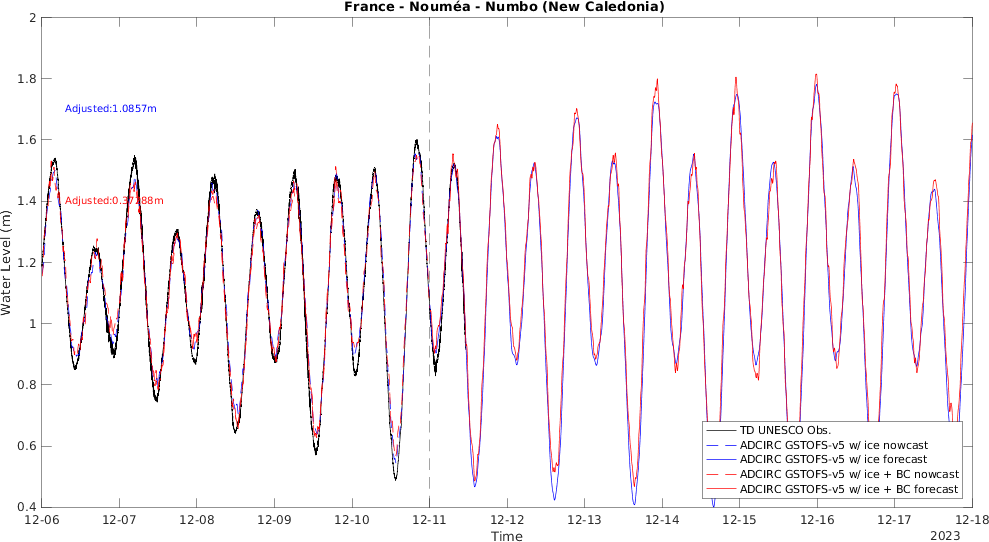 France - Nouméa - Numbo (New Caledonia)
2
1.8
1.6
1.4
1.2
1
0.8
0.6
0.4
Water Level (m)
Adjusted:1.0857m
Adjusted:0.37288m
TD UNESCO Obs.
ADCIRC GSTOFS-v5 w/ ice nowcast
ADCIRC GSTOFS-v5 w/ ice forecast
ADCIRC GSTOFS-v5 w/ ice + BC nowcast
ADCIRC GSTOFS-v5 w/ ice + BC forecast
12-06 12-07 12-08 12-09 12-10 12-11 12-12 12-13 12-14 12-15 12-16 12-17 12-18
Time
2023